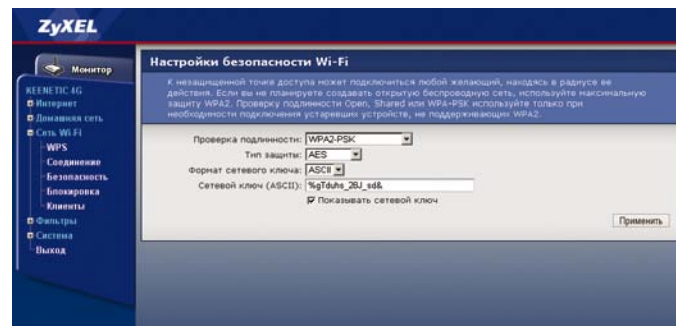 ZyXEL
Монитор
KEENETIC 4G
Интернет
Домашняя сеть
Сеть Wi-Fi
WPS
Соединение
Безопасность
Блокировка
Клиенты
Фильтры
Система
Выход
Настройки безопасности Wi-Fi
К незащищенной точке доступа может подключиться любой желающий, находясь в радиусе ее
действия. Если вы не планируете создавать открытую беспроводную сеть, используйте максимальную
защиту WPA2. Проверку подлинности Open, Shared или WPA-PSK используйте только при
необходимости подключения устаревших устройств, не поддерживающих WPA2.
Проверка подлинности: WPA2-PSK
Тип защиты: AES
Формат сетевого ключа: ASCII
Сетевой ключ (ASCII): %gTduhs_28J_sd&
Показывать сетевой ключ
Применить